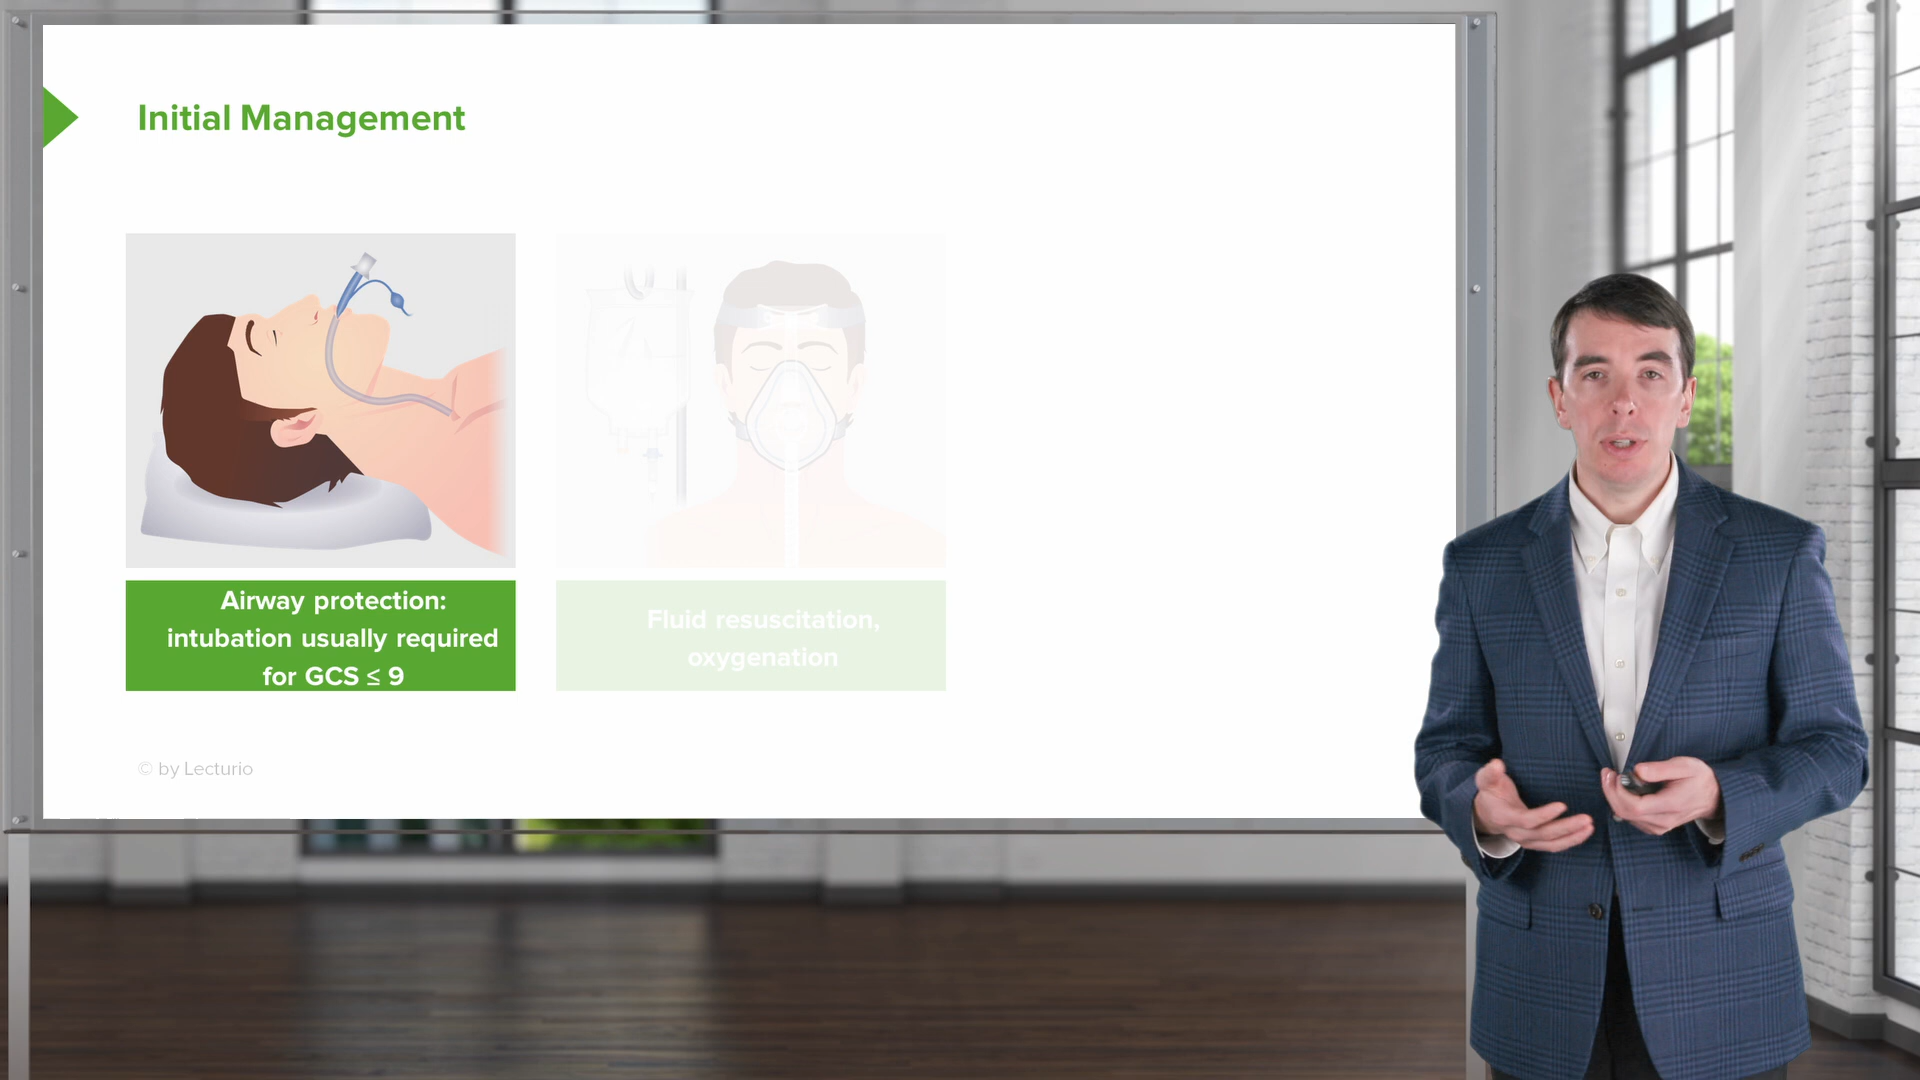 Initial Management
Airway protection:
intubation usually required
for GCS ≤ 9
Fluid resuscitation,
oxygenation
© by Lecturio